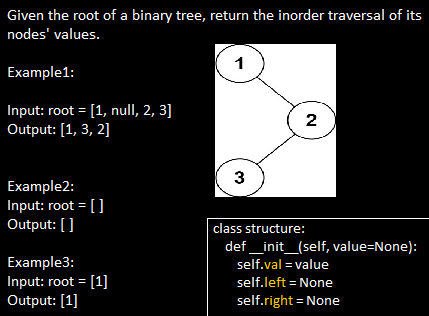 Given the root of a binary tree, return the inorder traversal of its
nodes' values.
Example1:
Input: root = [1, null, 2, 3]
Output: [1, 3, 2]
1
2
3
Example2:
Input: root = [ ]
Output: [ ]
Example3:
Input: root = [1]
Output: [1]
class structure:
def __init__(self, value=None):
self.val = value
self.left = None
self.right = None